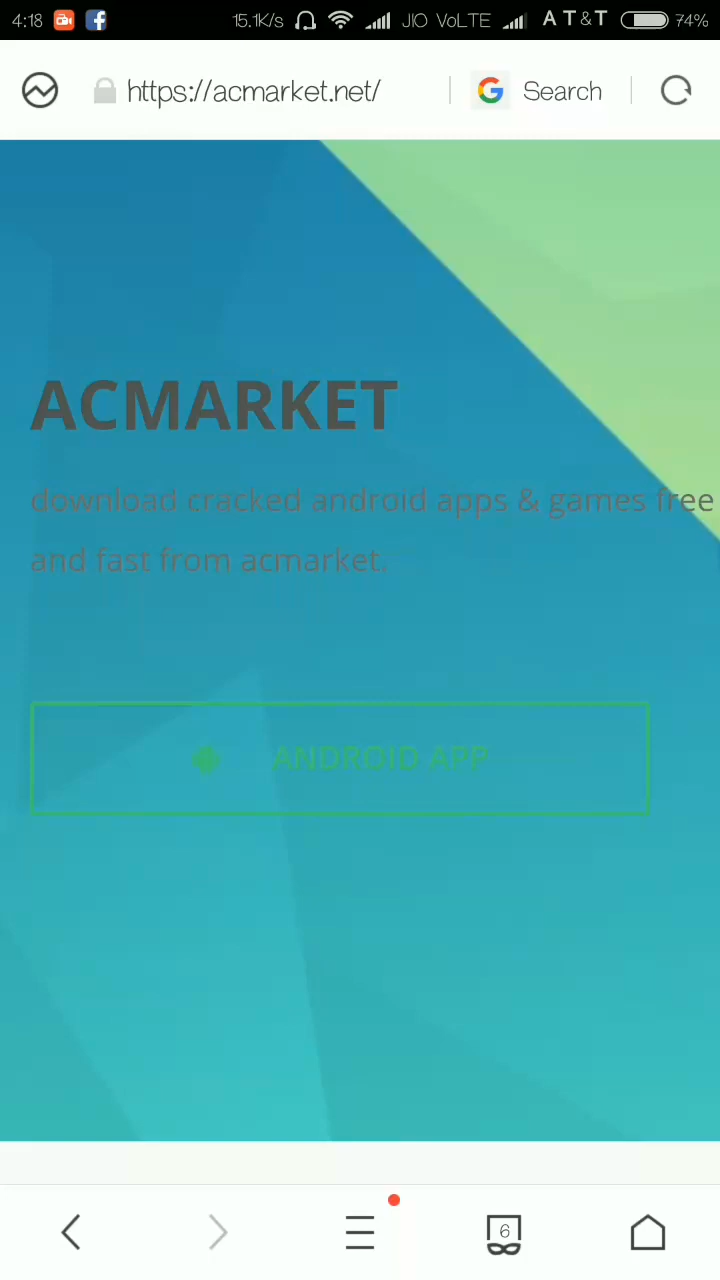 4:18 15.1K/s JIO VoLTE AT&T 74%
https://acmarket.net/ Search
ACMARKET
download cracked android apps & games free
and fast from acmarket.
ANDROID APP
6